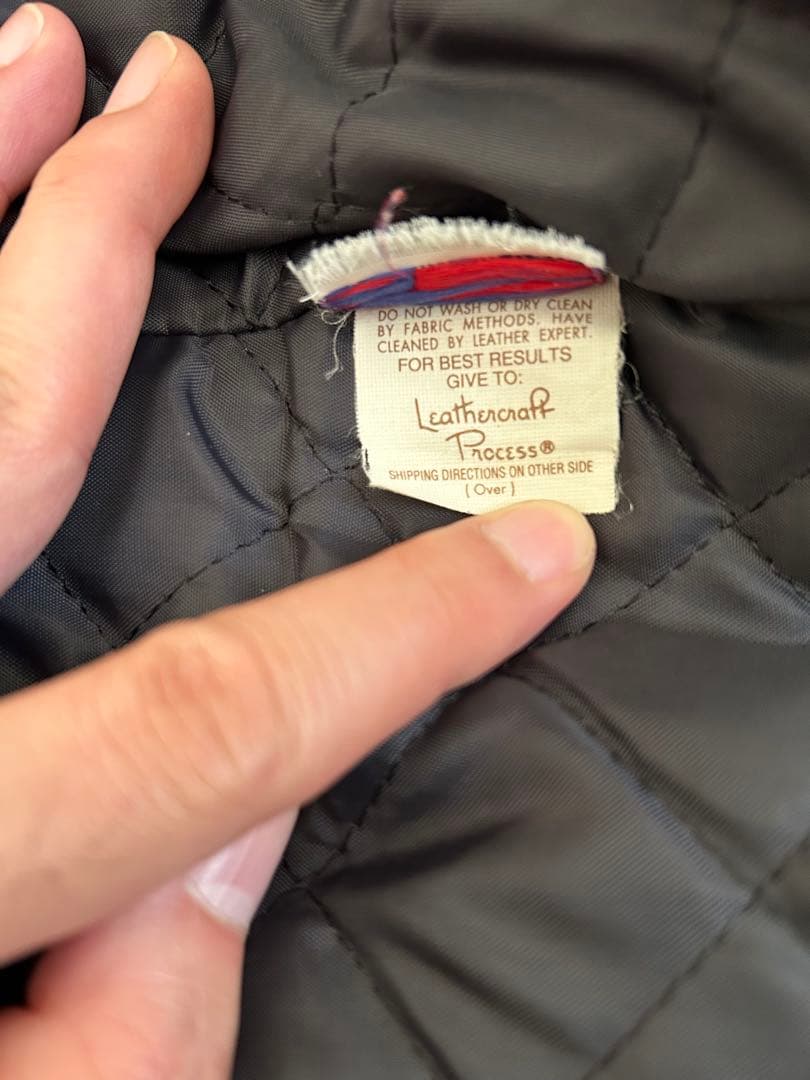 DO NOT WASH OR DRY CLEAN
BY FABRIC METHODS. HAVE
CLEANED BY LEATHER EXPERT.
FOR BEST RESULTS
GIVE TO:
Leathercraft
Process®
SHIPPING DIRECTIONS ON OTHER SIDE
(Over)